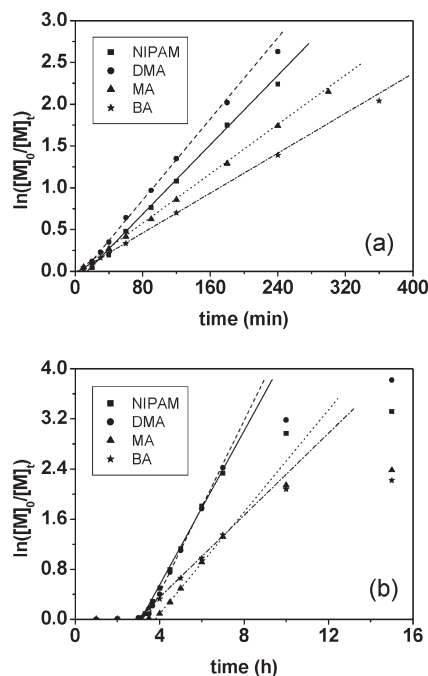 3.0
2.5
2.0
1.5
1.0
0.5
0.0
ln([M]₀/[M]ₜ)
NIPAM
DMA
MA
BA
(a)
0 80 160 240 320 400
time (min)
4.0
3.2
2.4
1.6
0.8
0.0
ln([M]₀/[M]ₜ)
NIPAM
DMA
MA
BA
(b)
0 4 8 12 16
time (h)